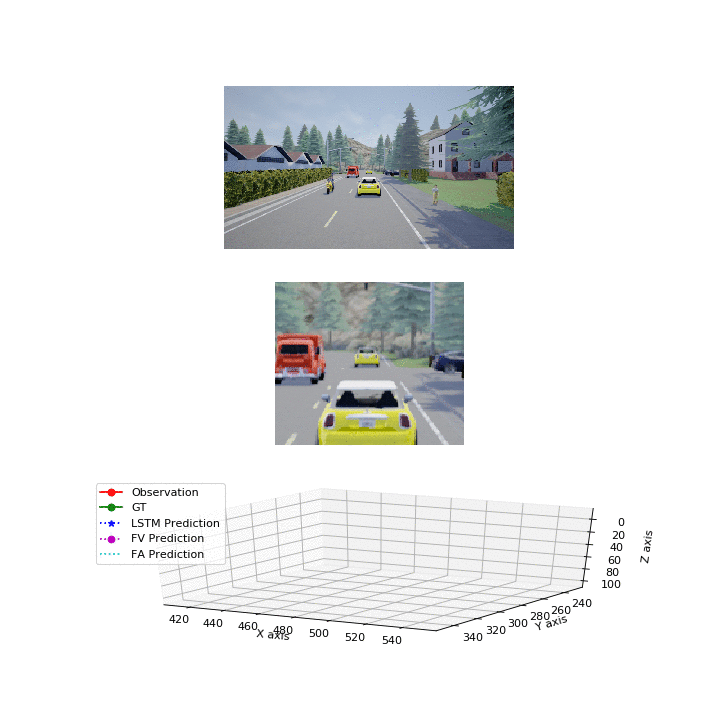 Observation
GT
LSTM Prediction
FV Prediction
FA Prediction
0
20
40
60
80
100
Z axis
420
440
460
480
500
520
540
X axis
340
320
300
280
260
240
Y axis